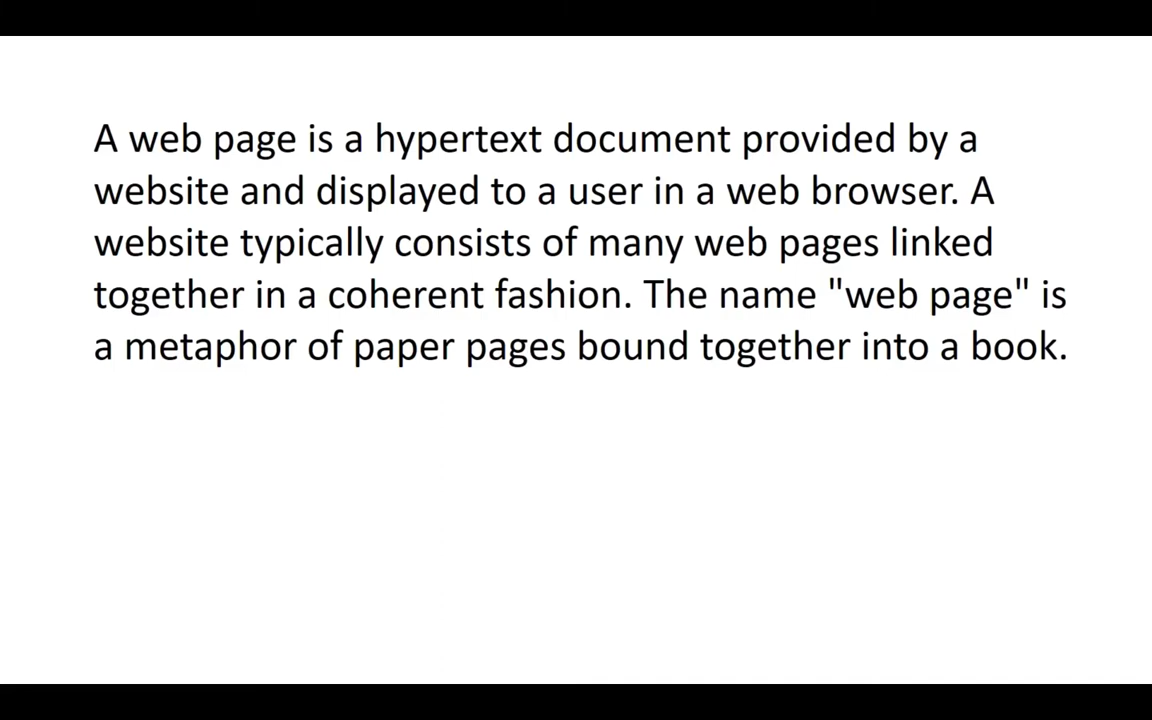 A web page is a hypertext document provided by a
website and displayed to a user in a web browser. A
website typically consists of many web pages linked
together in a coherent fashion. The name "web page" is
a metaphor of paper pages bound together into a book.